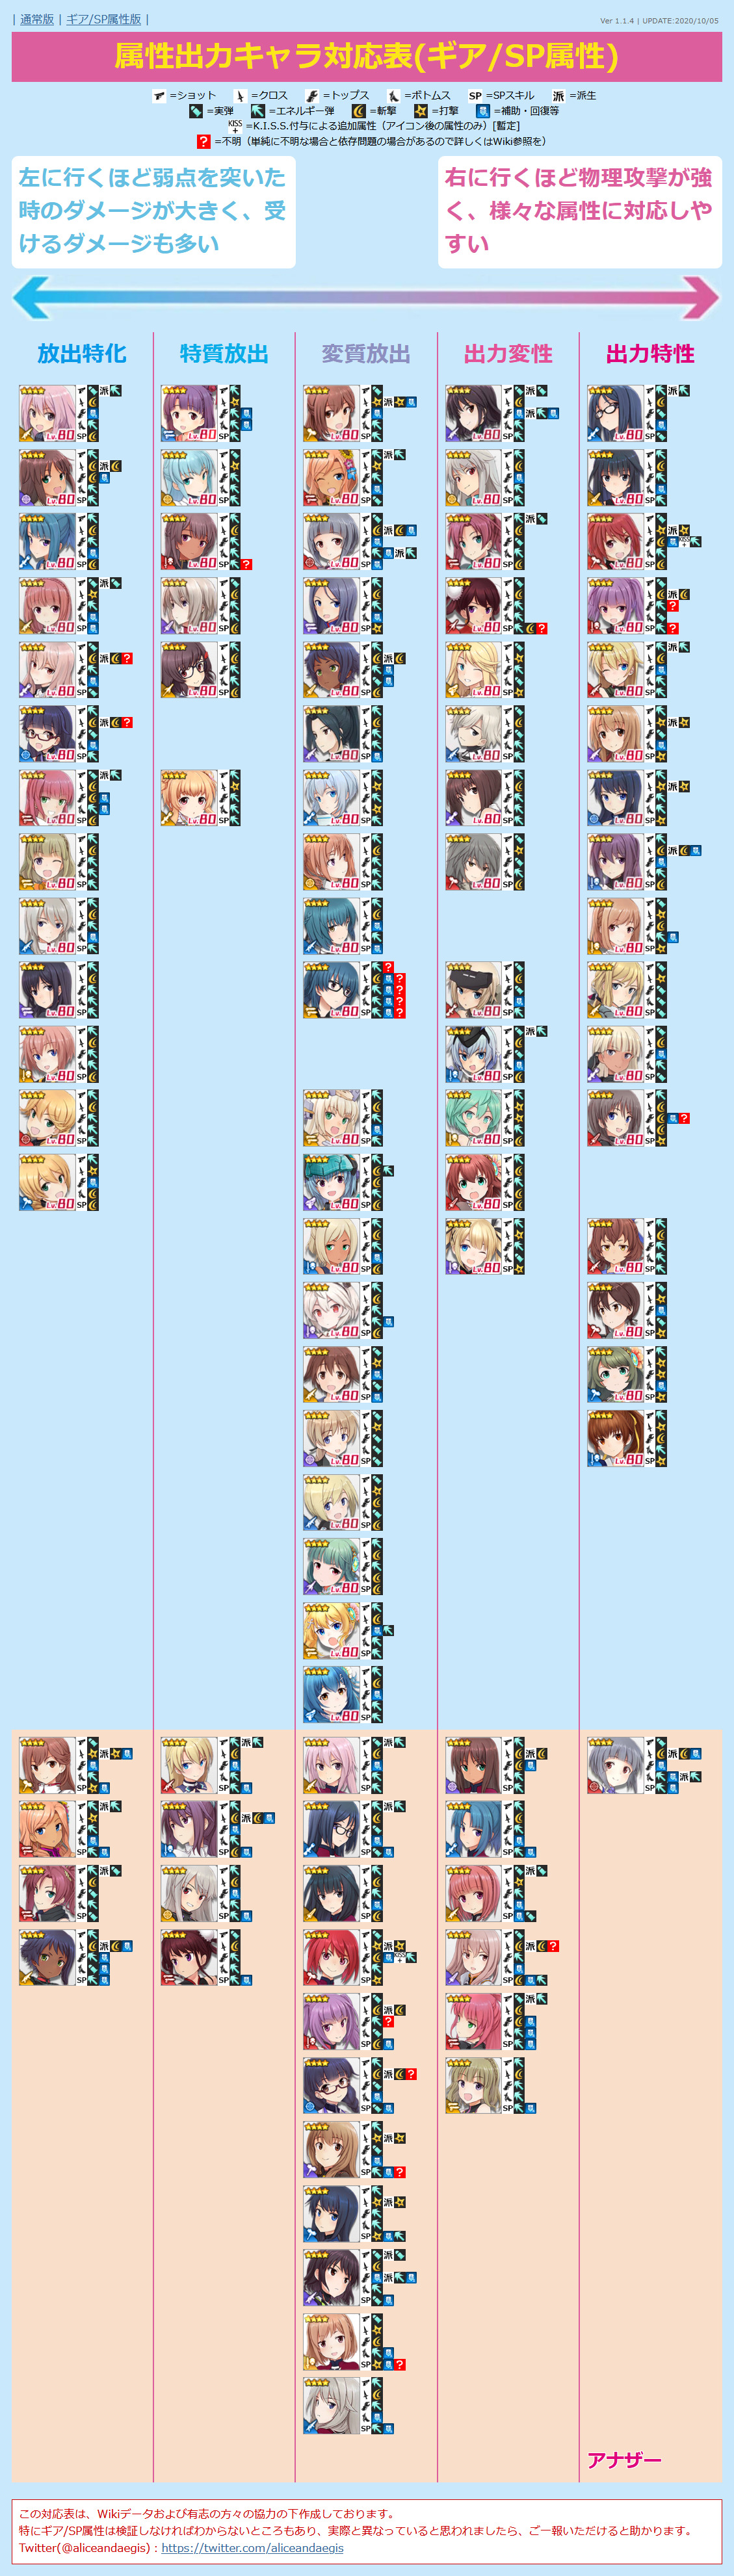 | 通常版 | ギア/SP属性版 |
Ver 1.1.4 | UPDATE:2020/10/05
属性出力キャラ対応表(ギア/SP属性)
=ショット =クロス =トップス =ボトムス SP =SPスキル 派 =派生
=実弾 =エネルギー弾 =斬撃 =打撃 =補助・回復等
KISS + =K.I.S.S.付与による追加属性（アイコン後の属性のみ）[暫定]
? =不明（単純に不明な場合と依存問題の場合があるので詳しくはWiki参照を）
左に行くほど弱点を突いた
時のダメージが大きく、受
けるダメージも多い
右に行くほど物理攻撃が強
く、様々な属性に対応しや
すい
放出特化 特質放出 変質放出 出力変性 出力特性
アナザー
この対応表は、Wikiデータおよび有志の方々の協力の下作成しております。
特にギア/SP属性は検証しなければわからないところもあり、実際と異なっていると思われましたら、ご一報いただけると助かります。
Twitter(@aliceandaegis) : https://twitter.com/aliceandaegis